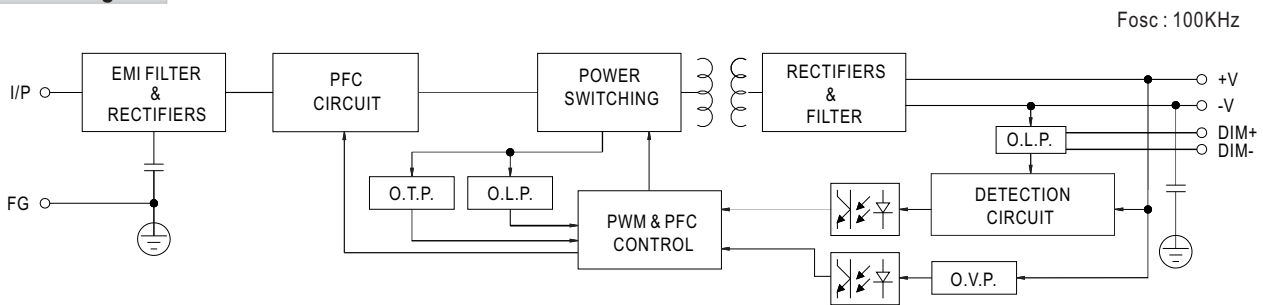 Fosc : 100KHz
I/P
EMI FILTER
&
RECTIFIERS
PFC
CIRCUIT
POWER
SWITCHING
RECTIFIERS
&
FILTER
+V
-V
DIM+
DIM-
O.L.P.
FG
O.T.P.
O.L.P.
PWM & PFC
CONTROL
DETECTION
CIRCUIT
O.V.P.